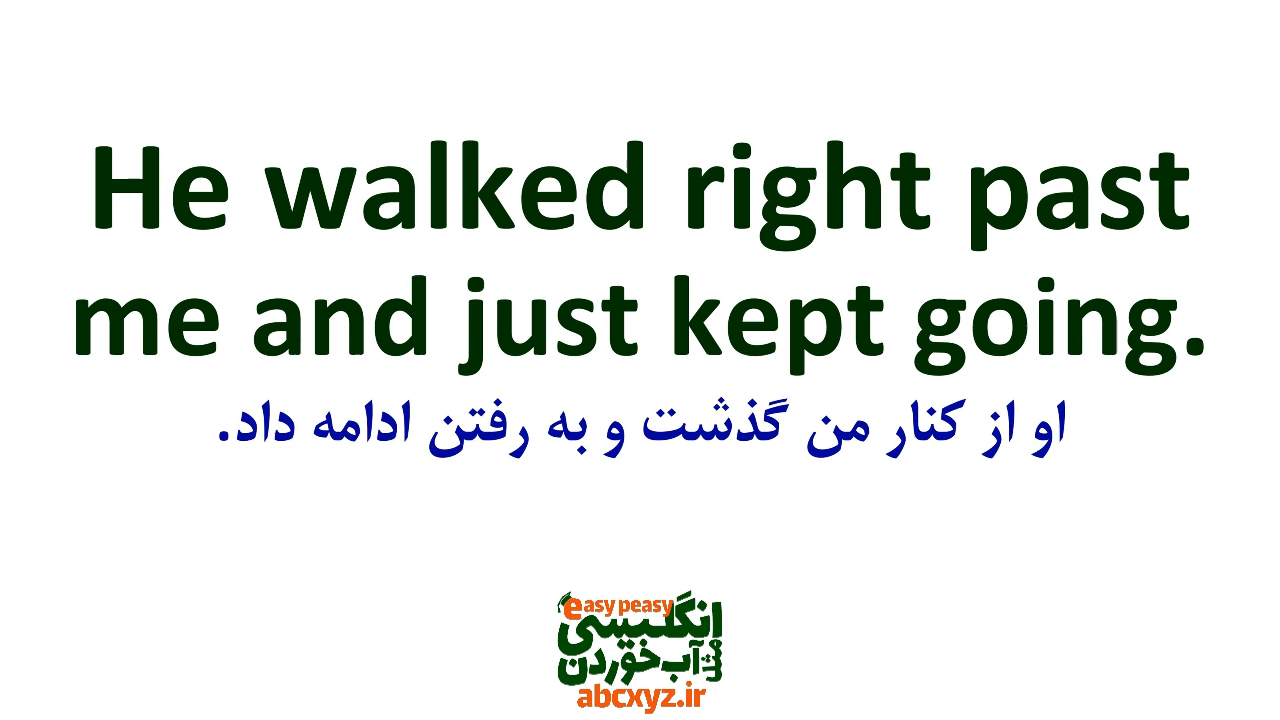 He walked right past
me and just kept going.
او از کنار من گذشت و به رفتن ادامه داد.
easy peasy
انگلیسی
مثل آب خوردن
abcxyz.ir